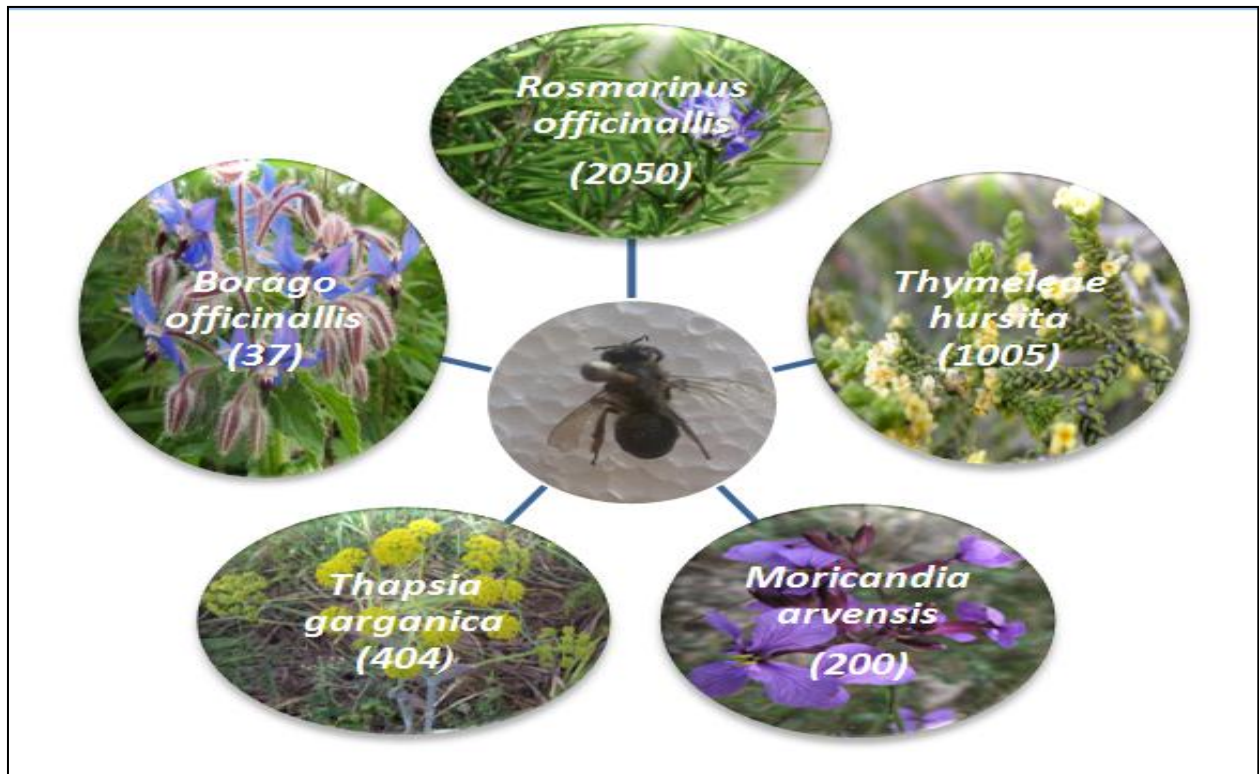 Rosmarinus
officinallis
(2050)
Thymeleae
hursita
(1005)
Moricandia
arvensis
(200)
Thapsia
garganica
(404)
Borago
officinallis
(37)